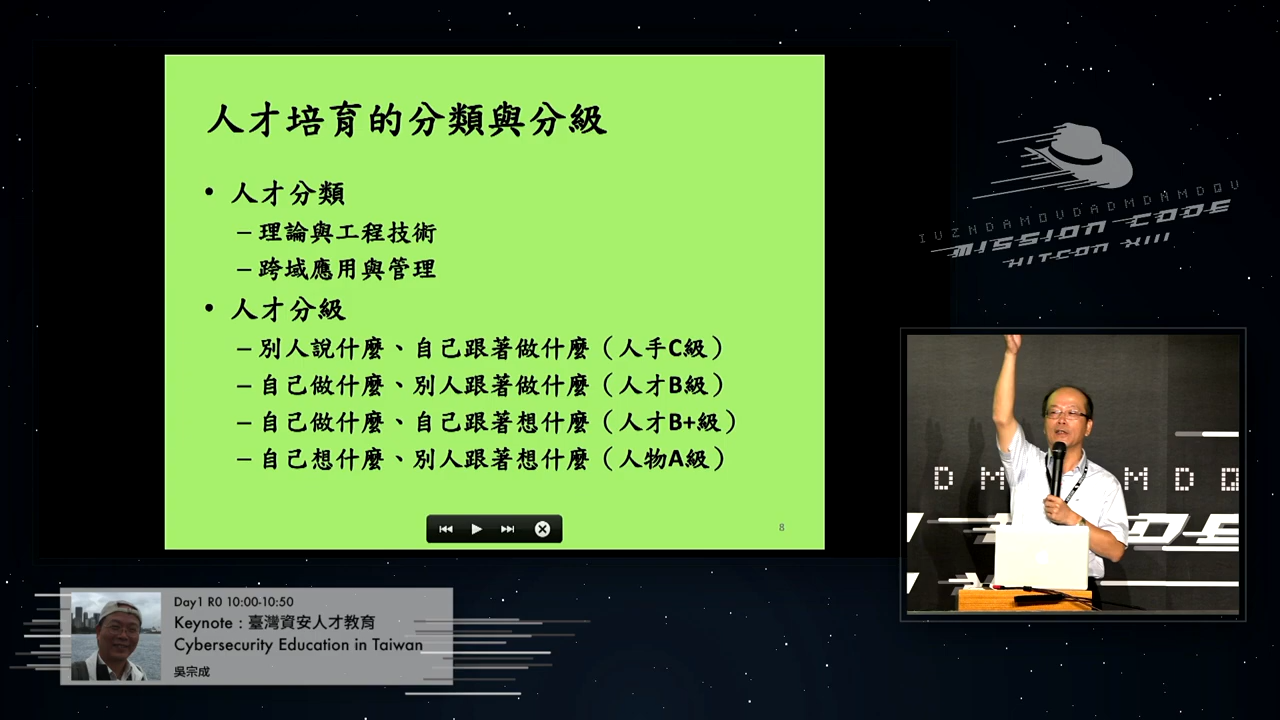 人才培育的分類與分級
• 人才分類
– 理論與工程技術
– 跨域應用與管理
• 人才分級
– 別人說什麼、自己跟著做什麼（人手C級）
– 自己做什麼、別人跟著做什麼（人才B級）
– 自己做什麼、自己跟著想什麼（人才B+級）
– 自己想什麼、別人跟著想什麼（人物A級）
8
IVZNDAMOVDADMDNMDQV
MISSION CODE
HITCON XIII
Day1 R0 10:00-10:50
Keynote：臺灣資安人才教育
Cybersecurity Education in Taiwan
吳宗成